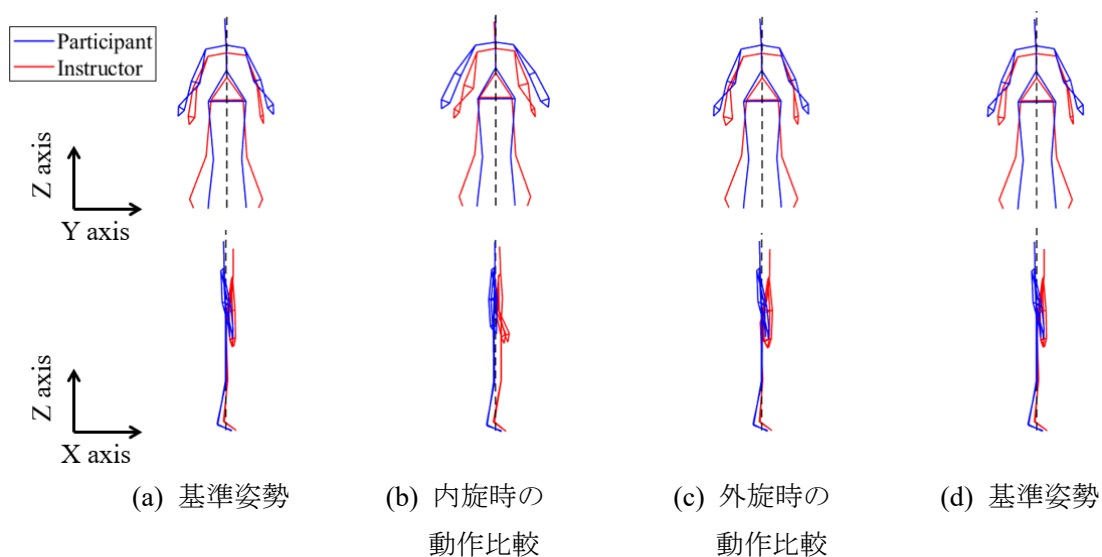 Participant
Instructor
Z axis
Y axis
Z axis
X axis
(a) 基準姿勢
(b) 内旋時の
動作比較
(c) 外旋時の
動作比較
(d) 基準姿勢